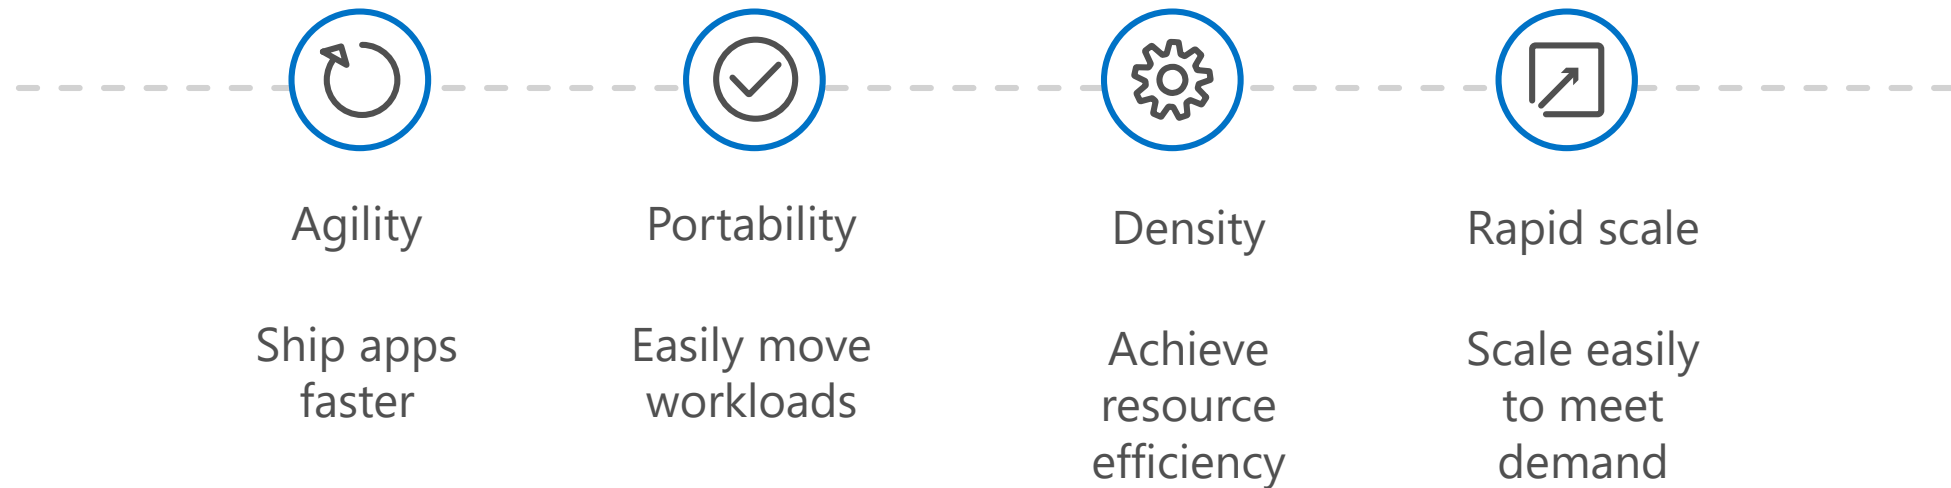 Agility
Ship apps
faster
Portability
Easily move
workloads
Density
Achieve
resource
efficiency
Rapid scale
Scale easily
to meet
demand